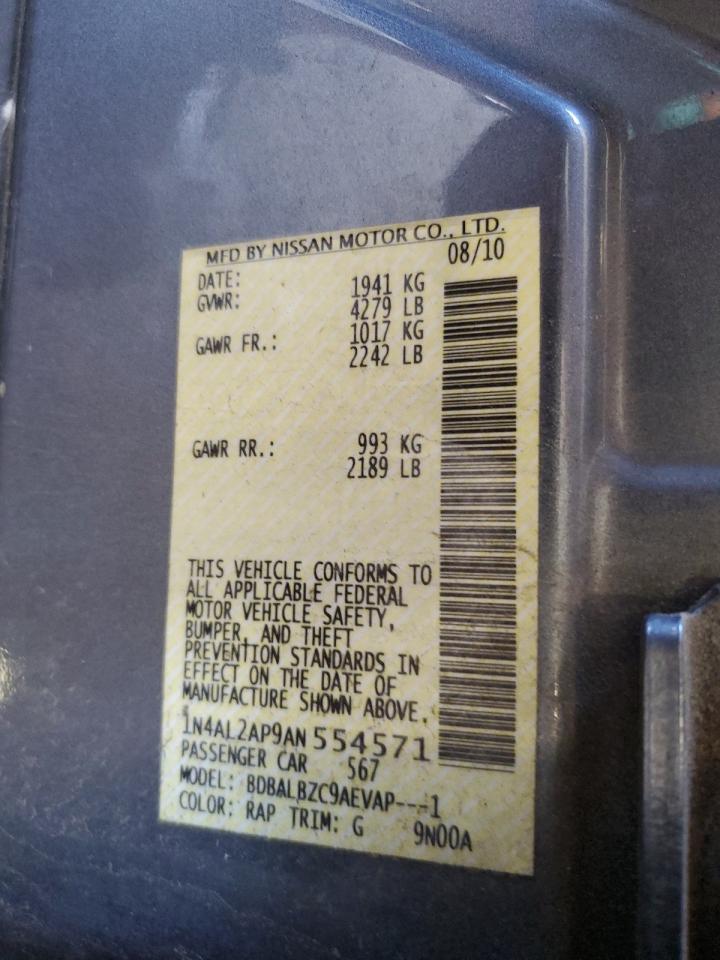 MFD BY NISSAN MOTOR CO., LTD.
DATE: 08/10
GVWR: 1941 KG
4279 LB
GAWR FR.: 1017 KG
2242 LB
GAWR RR.: 993 KG
2189 LB
THIS VEHICLE CONFORMS TO
ALL APPLICABLE FEDERAL
MOTOR VEHICLE SAFETY,
BUMPER, AND THEFT
PREVENTION STANDARDS IN
EFFECT ON THE DATE OF
MANUFACTURE SHOWN ABOVE.
1N4AL2AP9AN554571
PASSENGER CAR 567
MODEL: BDBALBZC9AEVAP---1
COLOR: RAP TRIM: G 9N00A